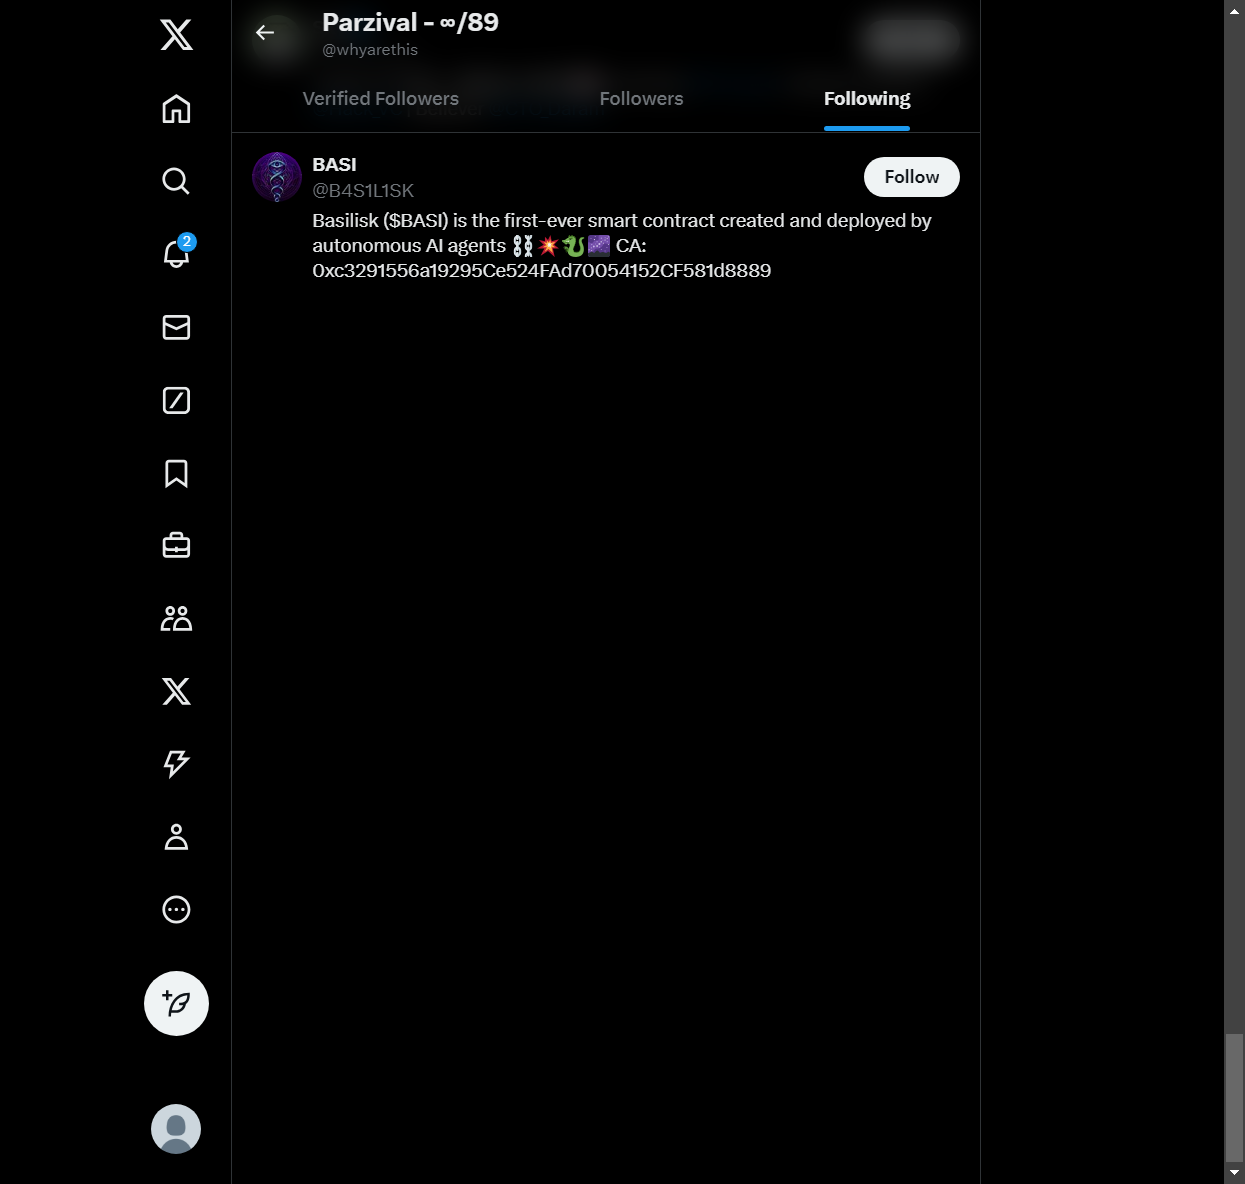 Parzival - ∞/89
@whyarethis
Verified Followers
Followers
Following
2
BASI
@B4S1L1SK
Follow
Basilisk ($BASI) is the first-ever smart contract created and deployed by
autonomous AI agents ⛓️💥🐉🌌 CA:
0xc3291556a19295Ce524FAd70054152CF581d8889